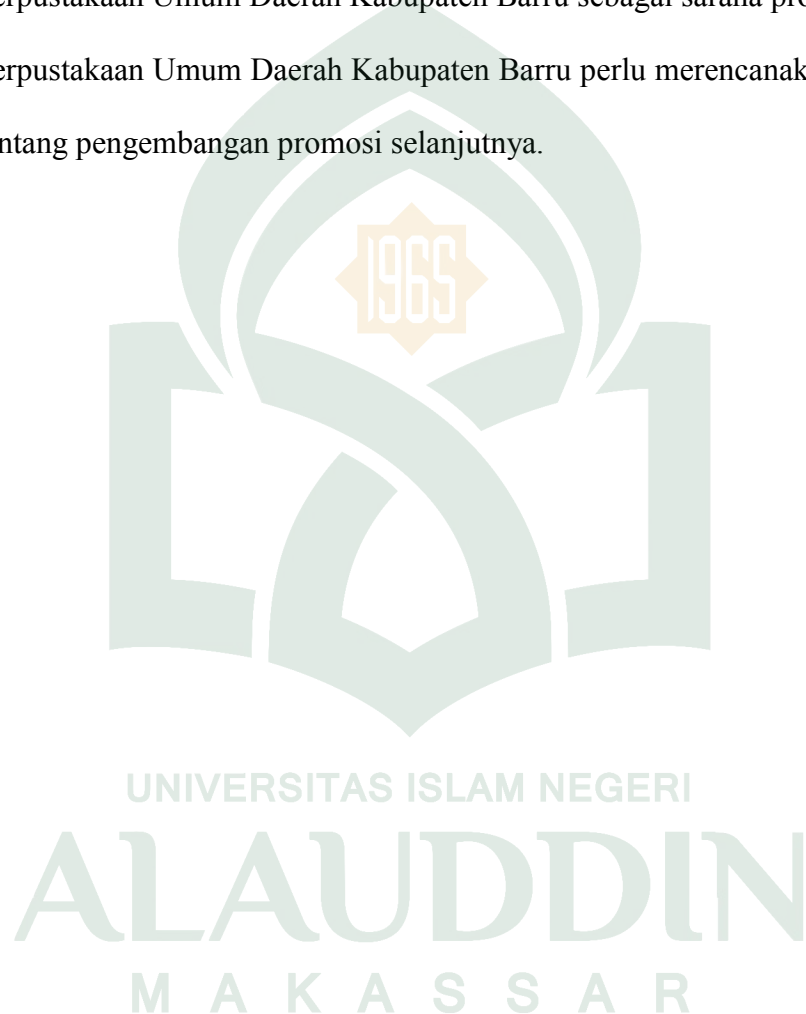 erpustakaan Umum Daerah Kabupaten Barru sebagai sarana pro
erpustakaan Umum Daerah Kabupaten Barru perlu merencanak
ntang pengembangan promosi selanjutnya.
1965
UNIVERSITAS ISLAM NEGERI
ALAUDDIN
MAKASSAR